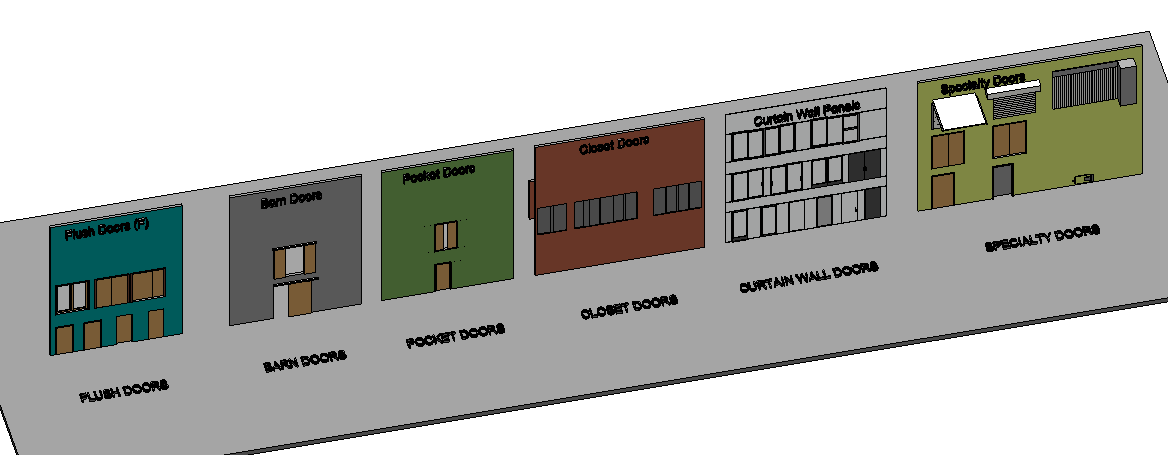 Flush Doors (F)
Barn Doors
Pocket Doors
Closet Doors
Curtain Wall Panels
Specialty Doors
FLUSH DOORS
BARN DOORS
POCKET DOORS
CLOSET DOORS
CURTAIN WALL DOORS
SPECIALTY DOORS